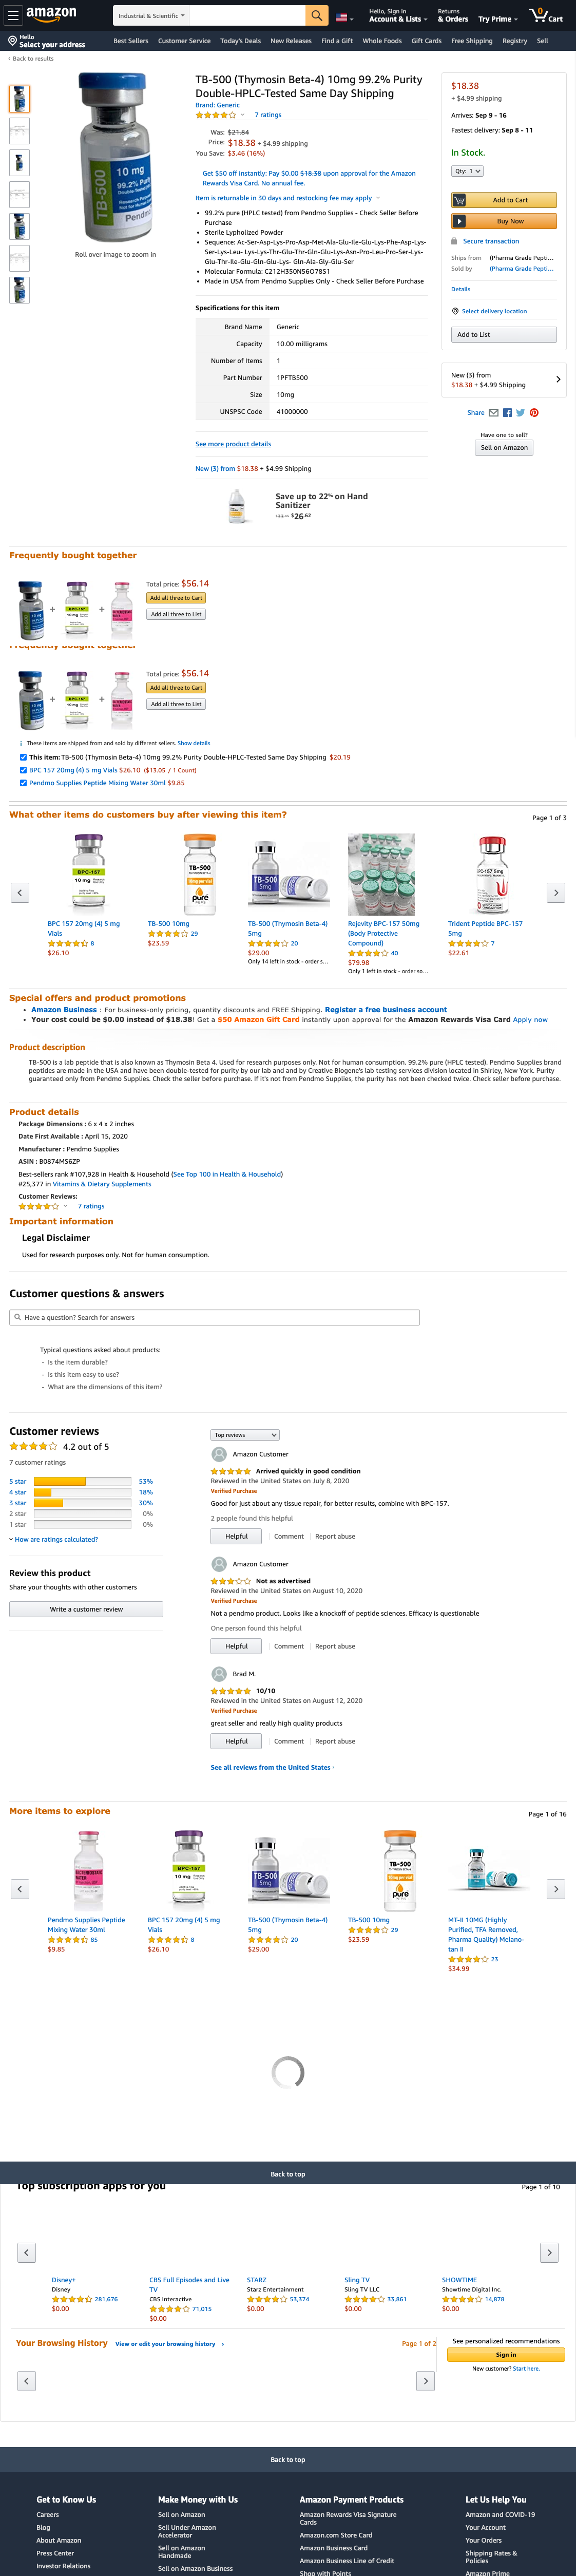 amazon
Industrial & Scientific
Hello, Sign in
Account & Lists
Returns
& Orders
Try Prime
0
Cart
Hello
Select your address
Best Sellers Customer Service Today's Deals New Releases Find a Gift Whole Foods Gift Cards Free Shipping Registry Sell
‹ Back to results
TB-500 (Thymosin Beta-4) 10mg 99.2% Purity
Double-HPLC-Tested Same Day Shipping
Brand: Generic
7 ratings
Was: $21.84
Price: $18.38 + $4.99 shipping
You Save: $3.46 (16%)
Get $50 off instantly: Pay $0.00 $18.38 upon approval for the Amazon
Rewards Visa Card. No annual fee.
Item is returnable in 30 days and restocking fee may apply
• 99.2% pure (HPLC tested) from Pendmo Supplies - Check Seller Before
Purchase
• Sterile Lypholized Powder
• Sequence: Ac-Ser-Asp-Lys-Pro-Asp-Met-Ala-Glu-Ile-Glu-Lys-Phe-Asp-Lys-
Ser-Lys-Leu- Lys-Lys-Thr-Glu-Thr-Gln-Glu-Lys-Asn-Pro-Leu-Pro-Ser-Lys-
Glu-Thr-Ile-Glu-Gln-Glu-Lys- Gln-Ala-Gly-Glu-Ser
• Molecular Formula: C212H350N56O78S1
• Made in USA from Pendmo Supplies Only - Check Seller Before Purchase
TB-500
10 mg
99.2% Purity
Roll over image to zoom in
Specifications for this item
Brand Name Generic
Capacity 10.00 milligrams
Number of Items 1
Part Number 1PFTB500
Size 10mg
UNSPSC Code 41000000
See more product details
New (3) from $18.38 + $4.99 Shipping
Save up to 22% on Hand
Sanitizer
$26.62
$18.38
+ $4.99 shipping
Arrives: Sep 9 - 16
Fastest delivery: Sep 8 - 11
In Stock.
Qty: 1
Add to Cart
Buy Now
Secure transaction
Ships from (Pharma Grade Pepti...
Sold by (Pharma Grade Pepti...
Details
Select delivery location
Add to List
New (3) from
$18.38 + $4.99 Shipping
Share
Have one to sell?
Sell on Amazon
Frequently bought together
Total price: $56.14
Add all three to Cart
Add all three to List
Frequently bought together
Total price: $56.14
Add all three to Cart
Add all three to List
These items are shipped from and sold by different sellers. Show details
This item: TB-500 (Thymosin Beta-4) 10mg 99.2% Purity Double-HPLC-Tested Same Day Shipping $20.19
BPC 157 20mg (4) 5 mg Vials $26.10 ($13.05 / 1 Count)
Pendmo Supplies Peptide Mixing Water 30ml $9.85
What other items do customers buy after viewing this item?
Page 1 of 3
BPC 157 20mg (4) 5 mg
Vials
8
$26.10
TB-500 10mg
29
$23.59
TB-500 (Thymosin Beta-4)
5mg
20
$29.00
Only 14 left in stock - order s...
Rejevity BPC-157 50mg
(Body Protective
Compound)
40
$79.98
Only 1 left in stock - order so...
Trident Peptide BPC-157
5mg
7
$22.61
Special offers and product promotions
• Amazon Business : For business-only pricing, quantity discounts and FREE Shipping. Register a free business account
• Your cost could be $0.00 instead of $18.38! Get a $50 Amazon Gift Card instantly upon approval for the Amazon Rewards Visa Card Apply now
Product description
TB-500 is a lab peptide that is also known as Thymosin Beta 4. Used for research purposes only. Not for human consumption. 99.2% pure (HPLC tested). Pendmo Supplies brand
peptides are made in the USA and have been double-tested for purity by our lab and and by Creative Biogene's lab testing services division located in Shirley, New York. Purity
guaranteed only from Pendmo Supplies. Check the seller before purchase. If it's not from Pendmo Supplies, the purity has not been checked twice. Check seller before purchase.
Product details
Package Dimensions : 6 x 4 x 2 inches
Date First Available : April 15, 2020
Manufacturer : Pendmo Supplies
ASIN : B0874MS6ZP
Best-sellers rank #107,928 in Health & Household (See Top 100 in Health & Household)
#25,377 in Vitamins & Dietary Supplements
Customer Reviews:
7 ratings
Important information
Legal Disclaimer
Used for research purposes only. Not for human consumption.
Customer questions & answers
Have a question? Search for answers
Typical questions asked about products:
- Is the item durable?
- Is this item easy to use?
- What are the dimensions of this item?
Customer reviews
4.2 out of 5
7 customer ratings
5 star 53%
4 star 18%
3 star 30%
2 star 0%
1 star 0%
How are ratings calculated?
Review this product
Share your thoughts with other customers
Write a customer review
Top reviews
Amazon Customer
Arrived quickly in good condition
Reviewed in the United States on July 8, 2020
Verified Purchase
Good for just about any tissue repair, for better results, combine with BPC-157.
2 people found this helpful
Helpful Comment Report abuse
Amazon Customer
Not as advertised
Reviewed in the United States on August 10, 2020
Verified Purchase
Not a pendmo product. Looks like a knockoff of peptide sciences. Efficacy is questionable
One person found this helpful
Helpful Comment Report abuse
Brad M.
10/10
Reviewed in the United States on August 12, 2020
Verified Purchase
great seller and really high quality products
Helpful Comment Report abuse
See all reviews from the United States ›
More items to explore
Page 1 of 16
Pendmo Supplies Peptide
Mixing Water 30ml
85
$9.85
BPC 157 20mg (4) 5 mg
Vials
8
$26.10
TB-500 (Thymosin Beta-4)
5mg
20
$29.00
TB-500 10mg
29
$23.59
MT-II 10MG (Highly
Purified, TFA Removed,
Pharma Quality) Melano-
tan II
23
$34.99
Back to top
Top subscription apps for you
Page 1 of 10
Disney+
Disney
281,676
$0.00
CBS Full Episodes and Live
TV
CBS Interactive
71,015
$0.00
STARZ
Starz Entertainment
53,374
$0.00
Sling TV
Sling TV LLC
33,861
$0.00
SHOWTIME
Showtime Digital Inc.
14,878
$0.00
Your Browsing History View or edit your browsing history ›
Page 1 of 2
See personalized recommendations
Sign in
New customer? Start here.
Back to top
Get to Know Us
Careers
Blog
About Amazon
Press Center
Investor Relations
Make Money with Us
Sell on Amazon
Sell Under Amazon
Accelerator
Sell on Amazon
Handmade
Sell on Amazon Business
Amazon Payment Products
Amazon Rewards Visa Signature
Cards
Amazon.com Store Card
Amazon Business Card
Amazon Business Line of Credit
Shop with Points
Let Us Help You
Amazon and COVID-19
Your Account
Your Orders
Shipping Rates &
Policies
Amazon Prime